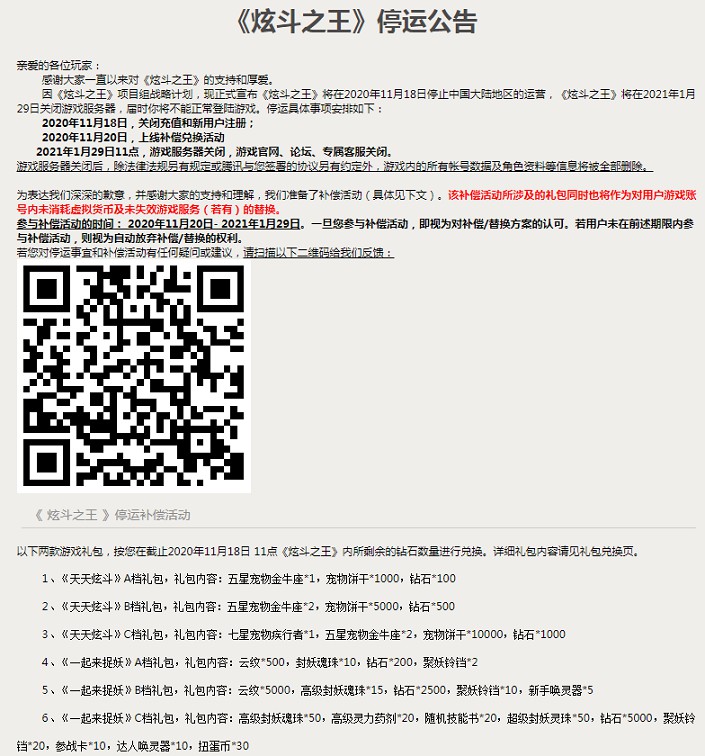 《炫斗之王》停运公告
亲爱的各位玩家：
感谢大家一直以来对《炫斗之王》的支持和厚爱。
因《炫斗之王》项目组战略计划，现正式宣布《炫斗之王》将在2020年11月18日停止中国大陆地区的运营，《炫斗之王》将在2021年1月
29日关闭游戏服务器，届时你将不能正常登陆游戏。停运具体事项安排如下：
2020年11月18日，关闭充值和新用户注册；
2020年11月20日，上线补偿兑换活动
2021年1月29日11点，游戏服务器关闭，游戏官网、论坛、专属客服关闭。
游戏服务器关闭后，除法律法规另有规定或腾讯与您签署的协议另有约定外，游戏内的所有帐号数据及角色资料等信息将被全部删除。
为表达我们深深的歉意，并感谢大家的支持和理解，我们准备了补偿活动（具体见下文）。该补偿活动所涉及的礼包同时也将作为对用户游戏账
号内未消耗虚拟货币及未失效游戏服务（若有）的替换。
参与补偿活动的时间： 2020年11月20日- 2021年1月29日。一旦您参与补偿活动，即视为对补偿/替换方案的认可。若用户未在前述期限内参
与补偿活动，则视为自动放弃补偿/替换的权利。
若您对停运事宜和补偿活动有任何疑问或建议，请扫描以下二维码给我们反馈：
《 炫斗之王 》停运补偿活动
以下两款游戏礼包，按您在截止2020年11月18日 11点《炫斗之王》内所剩余的钻石数量进行兑换。详细礼包内容请见礼包兑换页。
1、《天天炫斗》A档礼包，礼包内容：五星宠物金牛座*1，宠物饼干*1000，钻石*100
2、《天天炫斗》B档礼包，礼包内容：五星宠物金牛座*2，宠物饼干*5000，钻石*500
3、《天天炫斗》C档礼包，礼包内容：七星宠物疾行者*1，五星宠物金牛座*2，宠物饼干*10000，钻石*1000
4、《一起来捉妖》A档礼包，礼包内容：云纹*500，封妖魂珠*10，钻石*200，聚妖铃铛*2
5、《一起来捉妖》B档礼包，礼包内容：云纹*5000，高级封妖魂珠*15，钻石*2500，聚妖铃铛*10，新手唤灵器*5
6、《一起来捉妖》C档礼包，礼包内容：高级封妖魂珠*50，高级灵力药剂*20，随机技能书*20，超级封妖灵珠*50，钻石*5000，聚妖铃
铛*20，参战卡*10，达人唤灵器*10，扭蛋币*30